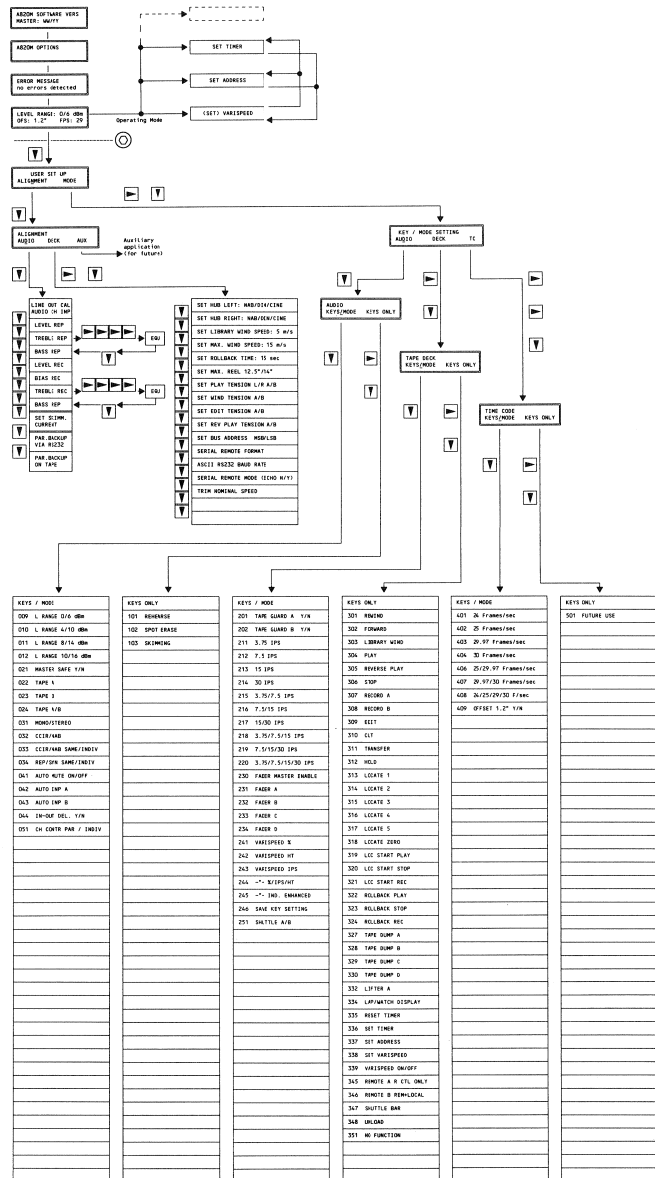 A820M SOFTWARE VERS
MASTER: WW/YY
A820M OPTIONS
ERROR MESSAGE
no errors detected
LEVEL RANGE: 0/6 dBm
OFS: 1.2" FPS: 29
Operating Mode
SET TIMER
SET ADDRESS
(SET) VARISPEED
USER SET UP
ALIGNMENT MODE
ALIGNMENT
AUDIO DECK AUX
Auxiliary
application
(for future)
KEY / MODE SETTING
AUDIO DECK TC
LINE OUT CAL
AUDIO CH INP
LEVEL REP
TREBLE REP
EQU
BASS REP
LEVEL REC
BIAS REC
TREBLE REC
EQU
BASS REP
SET SLIMM.
CURRENT
PAR.BACKUP
VIA RS232
PAR.BACKUP
ON TAPE
SET HUB LEFT: NAB/DIN/CINE
SET HUB RIGHT: NAB/DIN/CINE
SET LIBRARY WIND SPEED: 5 m/s
SET MAX. WIND SPEED: 15 m/s
SET ROLLBACK TIME: 15 sec
SET MAX. REEL 12.5"/14"
SET PLAY TENSION L/R A/B
SET WIND TENSION A/B
SET EDIT TENSION A/B
SET REV PLAY TENSION A/B
SET BUS ADDRESS MSB/LSB
SERIAL REMOTE FORMAT
ASCII RS232 BAUD RATE
SERIAL REMOTE MODE (ECHO N/Y)
TRIM NOMINAL SPEED
AUDIO
KEYS/MODE KEYS ONLY
TAPE DECK
KEYS/MODE KEYS ONLY
TIME CODE
KEYS/MODE KEYS ONLY
KEYS / MODE
009 L RANGE 0/6 dBm
010 L RANGE 4/10 dBm
011 L RANGE 8/14 dBm
012 L RANGE 10/16 dBm
021 MASTER SAFE Y/N
022 TAPE A
023 TAPE B
024 TAPE A/B
031 MONO/STEREO
032 CCIR/NAB
033 CCIR/NAB SAME/INDIV
034 REP/SYN SAME/INDIV
041 AUTO MUTE ON/OFF
042 AUTO INP A
043 AUTO INP B
044 IN-OUT DEL. Y/N
051 CH CONTR PAR / INDIV
KEYS ONLY
101 REHEARSE
102 SPOT ERASE
103 SKIMMING
KEYS / MODE
201 TAPE GUARD A Y/N
202 TAPE GUARD B Y/N
211 3.75 IPS
212 7.5 IPS
213 15 IPS
214 30 IPS
215 3.75/7.5 IPS
216 7.5/15 IPS
217 15/30 IPS
218 3.75/7.5/15 IPS
219 7.5/15/30 IPS
220 3.75/7.5/15/30 IPS
230 FADER MASTER ENABLE
231 FADER A
232 FADER B
233 FADER C
234 FADER D
241 VARISPEED %
242 VARISPEED HT
243 VARISPEED IPS
244 -"- %/IPS/HT
245 -"- IND. ENHANCED
246 SAVE KEY SETTING
251 SHUTTLE A/B
KEYS ONLY
301 REWIND
302 FORWARD
303 LIBRARY WIND
304 PLAY
305 REVERSE PLAY
306 STOP
307 RECORD A
308 RECORD B
309 EDIT
310 CUT
311 TRANSFER
312 HOLD
313 LOCATE 1
314 LOCATE 2
315 LOCATE 3
316 LOCATE 4
317 LOCATE 5
318 LOCATE ZERO
319 LOC START PLAY
320 LOC START STOP
321 LOC START REC
322 ROLLBACK PLAY
323 ROLLBACK STOP
324 ROLLBACK REC
327 TAPE DUMP A
328 TAPE DUMP B
329 TAPE DUMP C
330 TAPE DUMP D
332 LIFTER A
334 LAP/WATCH DISPLAY
335 RESET TIMER
336 SET TIMER
337 SET ADDRESS
338 SET VARISPEED
339 VARISPEED ON/OFF
345 REMOTE A R CTL ONLY
346 REMOTE B REM+LOCAL
347 SHUTTLE BAR
348 UNLOAD
351 NO FUNCTION
KEYS / MODE
401 24 Frames/sec
402 25 Frames/sec
403 29.97 Frames/sec
404 30 Frames/sec
406 25/29.97 Frames/sec
407 29.97/30 Frames/sec
408 24/25/29/30 F/sec
409 OFFSET 1.2" Y/N
KEYS ONLY
501 FUTURE USE